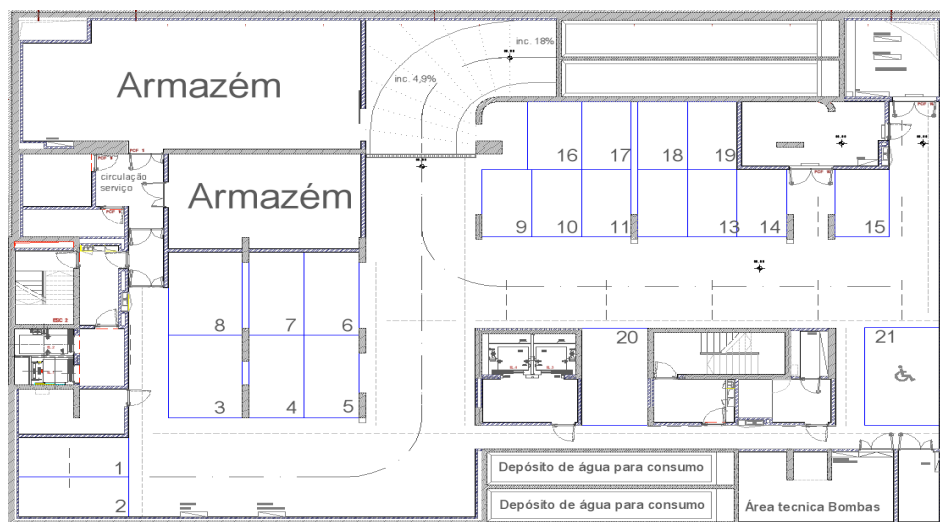 inc. 18%
inc. 4,9%
Armazém
circulação
serviço
Armazém
16 17 18 19
9 10 11 13 14 15
8 7 6
20 21
3 4 5
1
2
Depósito de água para consumo
Depósito de água para consumo
Área tecnica Bombas